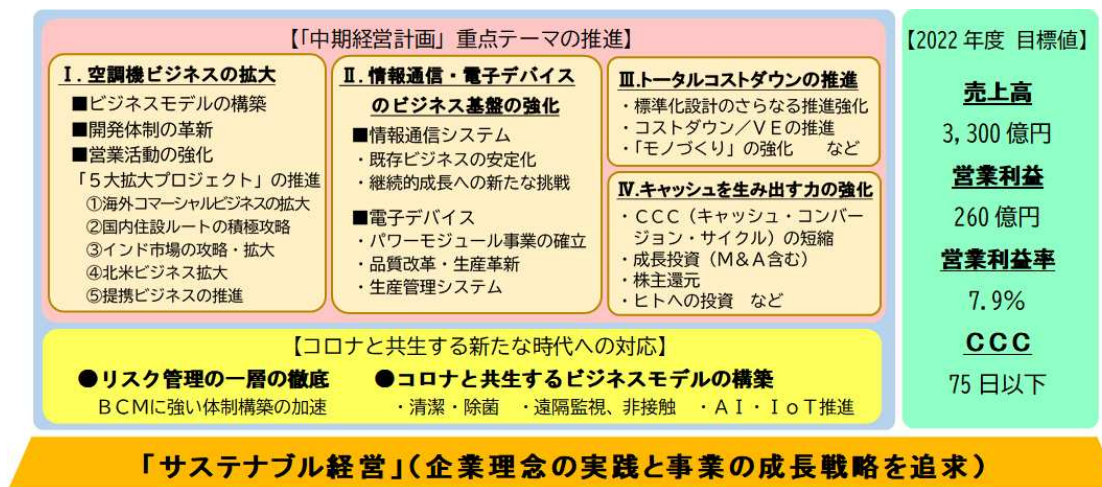 【「中期経営計画」重点テーマの推進】
Ⅰ.空調機ビジネスの拡大
■ビジネスモデルの構築
■開発体制の革新
■営業活動の強化
「５大拡大プロジェクト」の推進
①海外コマーシャルビジネスの拡大
②国内住設ルートの積極攻略
③インド市場の攻略・拡大
④北米ビジネス拡大
⑤提携ビジネスの推進
Ⅱ.情報通信・電子デバイス
のビジネス基盤の強化
■情報通信システム
・既存ビジネスの安定化
・継続的成長への新たな挑戦
■電子デバイス
・パワーモジュール事業の確立
・品質改革・生産革新
・生産管理システム
Ⅲ.トータルコストダウンの推進
・標準化設計のさらなる推進強化
・コストダウン／ＶＥの推進
・「モノづくり」の強化　　など
Ⅳ.キャッシュを生み出す力の強化
・ＣＣＣ（キャッシュ・コンバー
ジョン・サイクル）の短縮
・成長投資（Ｍ＆Ａ含む）
・株主還元
・ヒトへの投資　など
【コロナと共生する新たな時代への対応】
●リスク管理の一層の徹底
ＢＣＭに強い体制構築の加速
●コロナと共生するビジネスモデルの構築
・清潔・除菌　・遠隔監視、非接触　・ＡＩ・ＩｏＴ推進
【2022年度 目標値】
売上高
3,300億円
営業利益
260億円
営業利益率
7.9%
ＣＣＣ
75日以下
「サステナブル経営」（企業理念の実践と事業の成長戦略を追求）